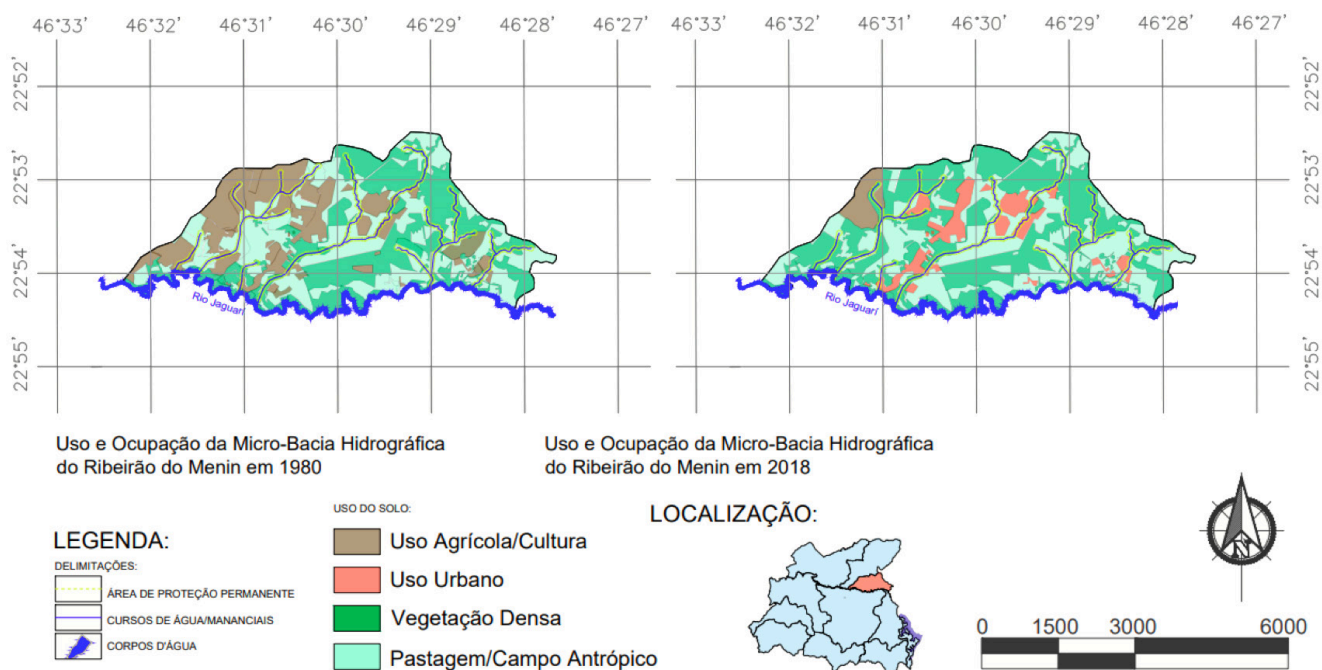 46°33' 46°32' 46°31' 46°30' 46°29' 46°28' 46°27'
46°33' 46°32' 46°31' 46°30' 46°29' 46°28' 46°27'
22°52'
22°53'
22°54'
22°55'
22°52'
22°53'
22°54'
22°55'
Rio Jaguarí
Rio Jaguarí
Uso e Ocupação da Micro-Bacia Hidrográfica
do Ribeirão do Menin em 1980
Uso e Ocupação da Micro-Bacia Hidrográfica
do Ribeirão do Menin em 2018
LEGENDA:
DELIMITAÇÕES:
ÁREA DE PROTEÇÃO PERMANENTE
CURSOS DE ÁGUA/MANANCIAIS
CORPOS D'ÁGUA
USO DO SOLO:
Uso Agrícola/Cultura
Uso Urbano
Vegetação Densa
Pastagem/Campo Antrópico
LOCALIZAÇÃO:
N
0 1500 3000 6000